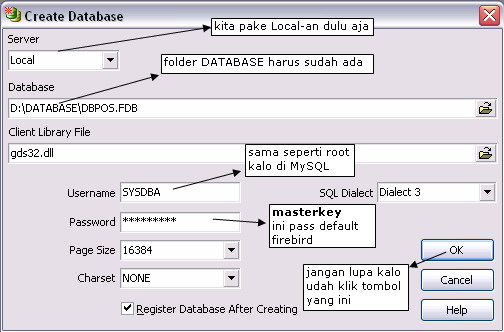 Create Database
kita pake Local-an dulu aja
Server
Local
folder DATABASE harus sudah ada
Database
D:\DATABASE\DBPOS.FDB
Client Library File
gds32.dll
sama seperti root
kalo di MySQL
Username SYSDBA
SQL Dialect Dialect 3
Password *********
masterkey
ini pass default
firebird
Page Size 16384
OK
jangan lupa kalo
udah klik tombol
yang ini
Charset NONE
Cancel
Register Database After Creating
Help